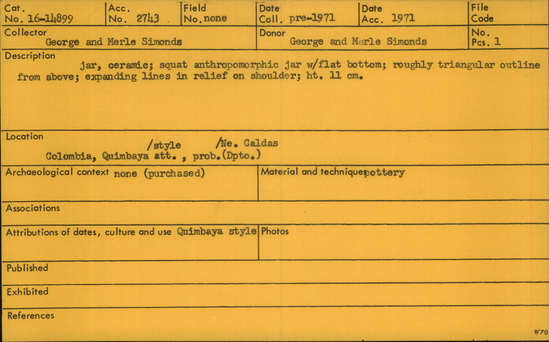 Cat. No. 16-14899 Acc. No. 2743 Field No. none Date Coll. pre-1971 Date Acc. 1971 File Code
Collector George and Merle Simonds Donor George and Merle Simonds No. Pcs. 1
Description jar, ceramic; squat anthropomorphic jar w/flat bottom; roughly triangular outline
from above; expanding lines in relief on shoulder; ht. 11 cm.
Location /style /Ne. Caldas
Colombia, Quimbaya att. , prob.(Dpto.)
Archaeological context none (purchased) Material and technique pottery
Associations
Attributions of dates, culture and use Quimbaya style Photos
Published
Exhibited
References
9/70